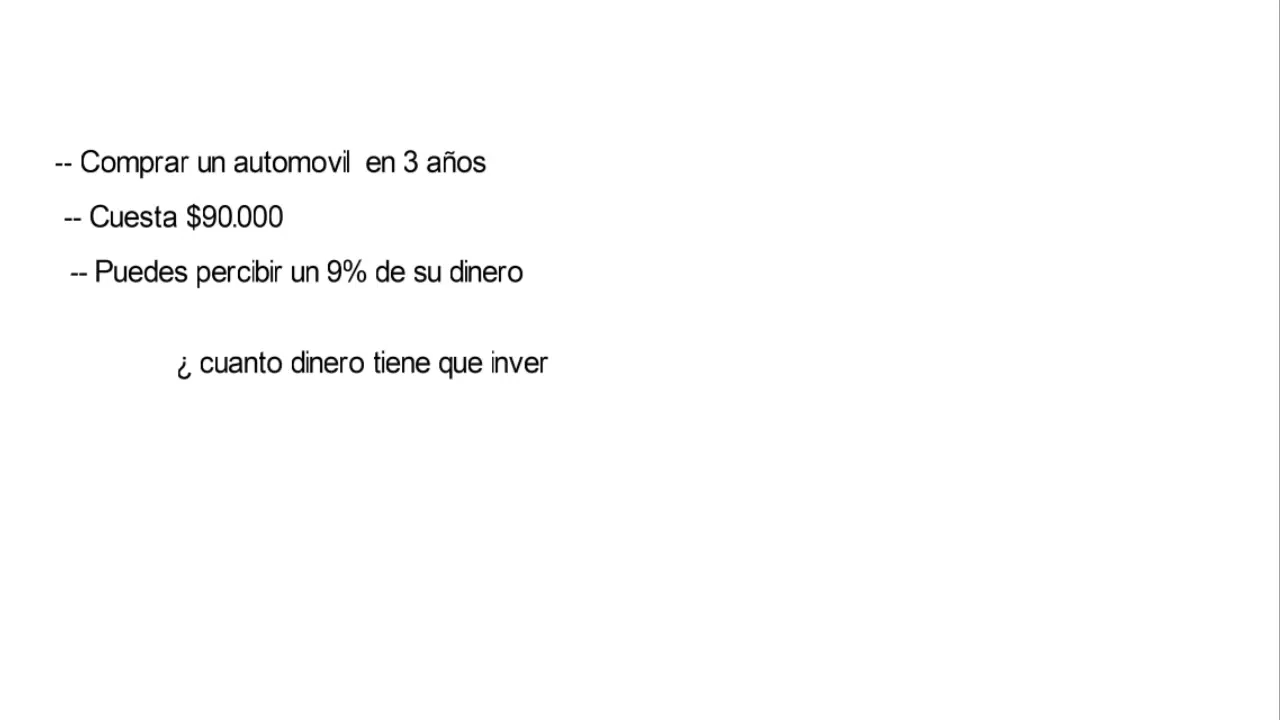 -- Comprar un automovil en 3 años
-- Cuesta $90.000
-- Puedes percibir un 9% de su dinero
¿ cuanto dinero tiene que inver